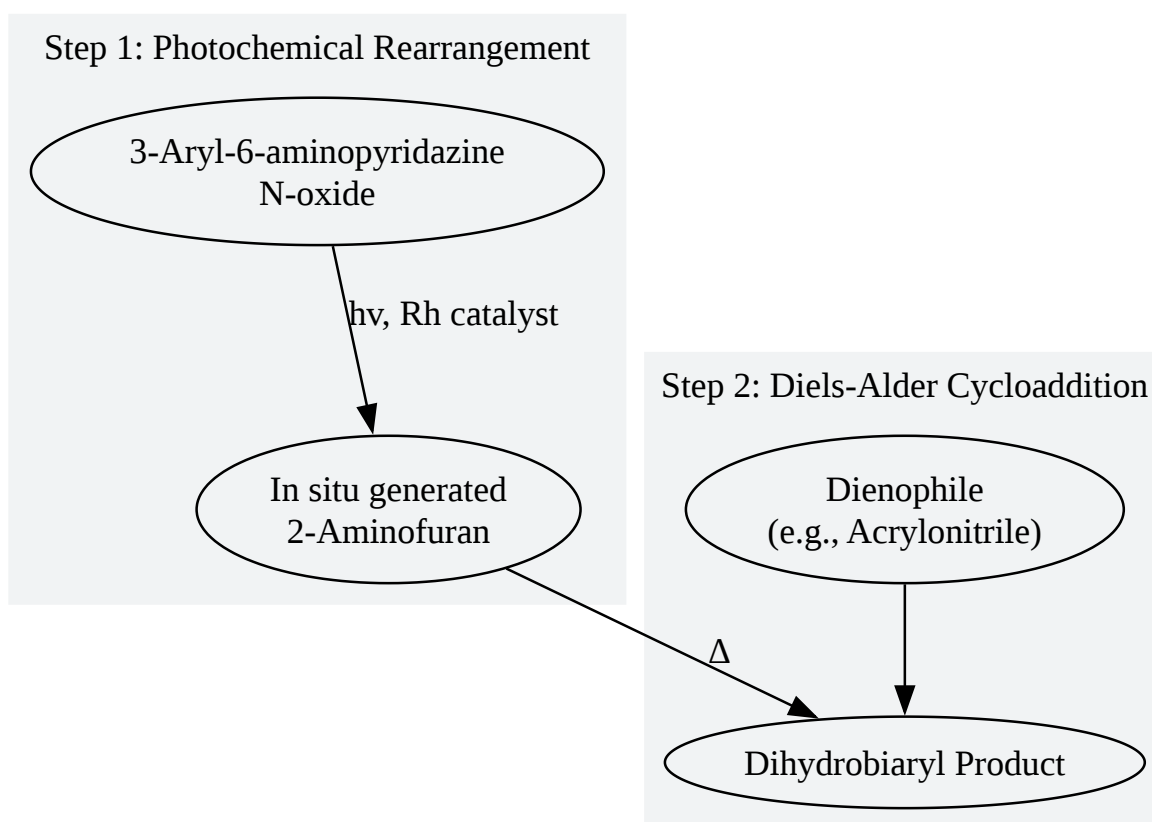 Step 1: Photochemical Rearrangement
3-Aryl-6-aminopyridazine
N-oxide
hv, Rh catalyst
In situ generated
2-Aminofuran
Step 2: Diels-Alder Cycloaddition
Dienophile
(e.g., Acrylonitrile)
Δ
Dihydrobiaryl Product